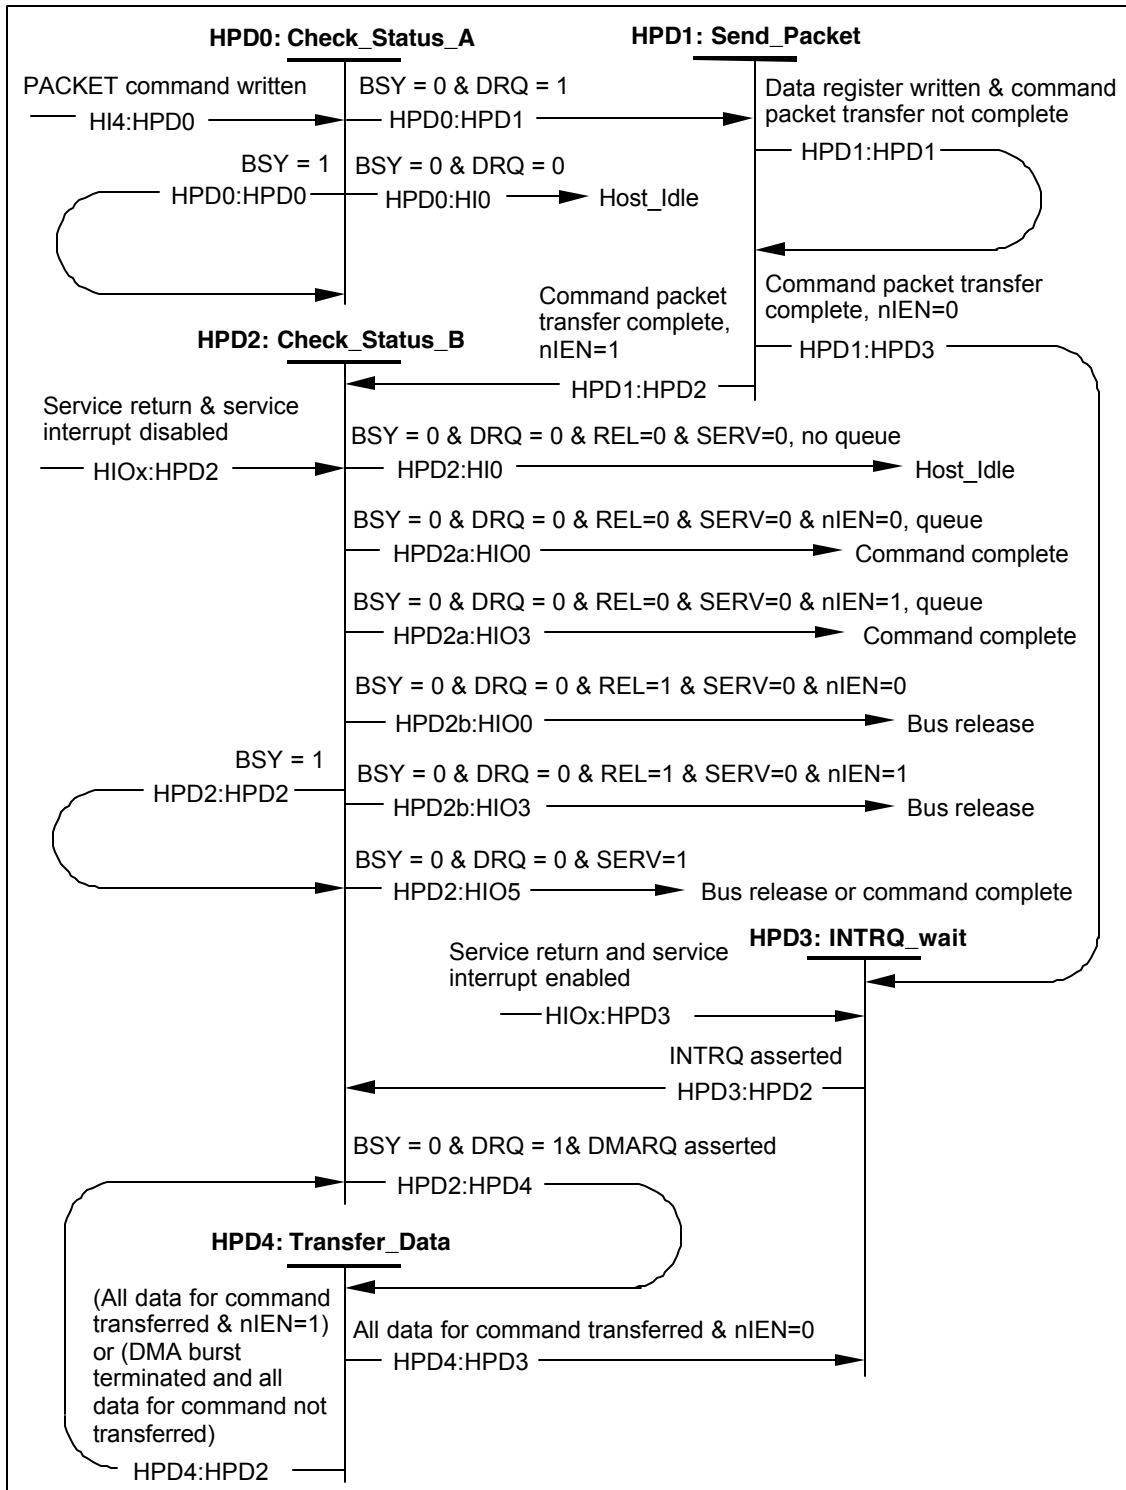 HPD0: Check_Status_A
HPD1: Send_Packet
PACKET command written
HI4:HPD0
BSY = 0 & DRQ = 1
HPD0:HPD1
Data register written & command
packet transfer not complete
HPD1:HPD1
BSY = 1
HPD0:HPD0
BSY = 0 & DRQ = 0
HPD0:HI0
Host_Idle
Command packet
transfer complete,
nIEN=1
HPD1:HPD2
Command packet transfer
complete, nIEN=0
HPD1:HPD3
HPD2: Check_Status_B
Service return & service
interrupt disabled
HIOx:HPD2
BSY = 0 & DRQ = 0 & REL=0 & SERV=0, no queue
HPD2:HI0
Host_Idle
BSY = 0 & DRQ = 0 & REL=0 & SERV=0 & nIEN=0, queue
HPD2a:HIO0
Command complete
BSY = 0 & DRQ = 0 & REL=0 & SERV=0 & nIEN=1, queue
HPD2a:HIO3
Command complete
BSY = 0 & DRQ = 0 & REL=1 & SERV=0 & nIEN=0
HPD2b:HIO0
Bus release
BSY = 1
HPD2:HPD2
BSY = 0 & DRQ = 0 & REL=1 & SERV=0 & nIEN=1
HPD2b:HIO3
Bus release
BSY = 0 & DRQ = 0 & SERV=1
HPD2:HIO5
Bus release or command complete
HPD3: INTRQ_wait
Service return and service
interrupt enabled
HIOx:HPD3
INTRQ asserted
HPD3:HPD2
BSY = 0 & DRQ = 1& DMARQ asserted
HPD2:HPD4
HPD4: Transfer_Data
(All data for command
transferred & nIEN=1)
or (DMA burst
terminated and all
data for command not
transferred)
HPD4:HPD2
All data for command transferred & nIEN=0
HPD4:HPD3